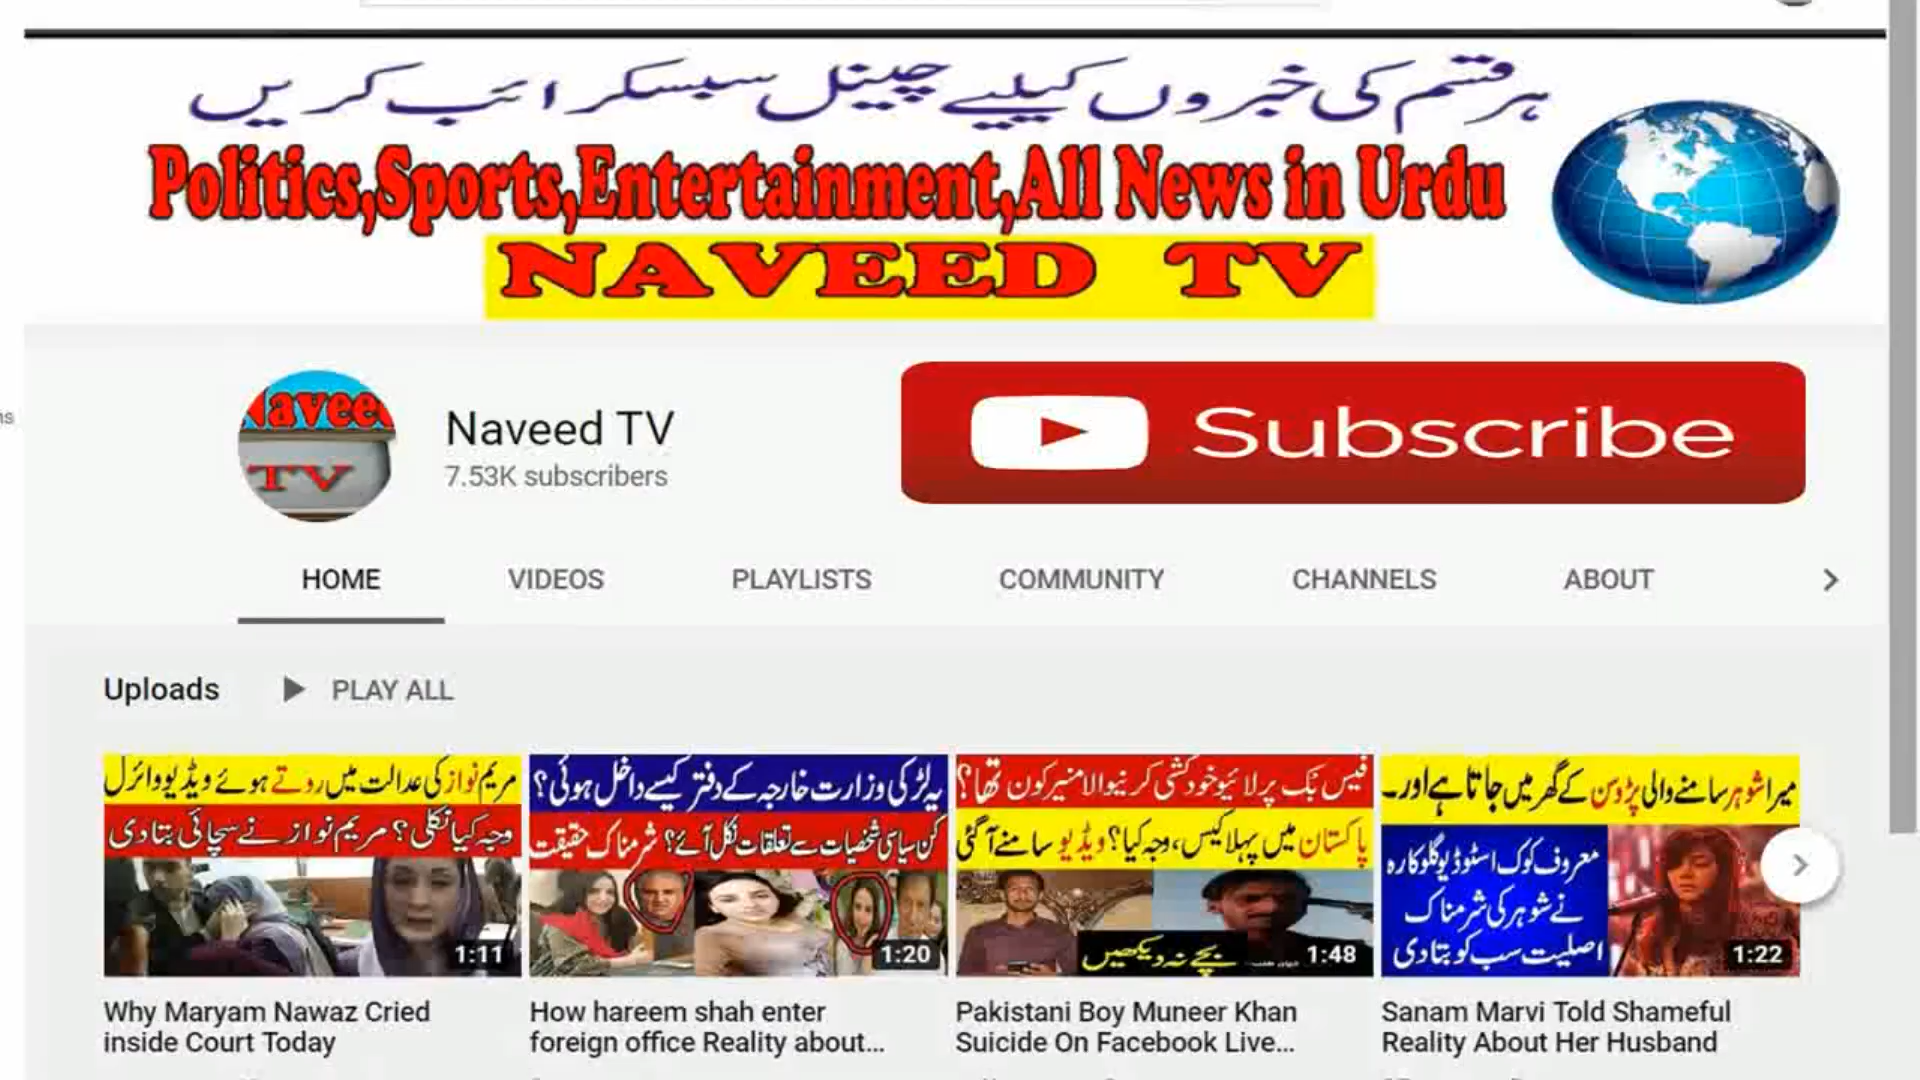 ہر قسم کی خبروں کیلیے چینل سبسکرائب کریں
Politics,Sports,Entertainment,All News in Urdu
NAVEED TV
Navee
TV
Naveed TV
7.53K subscribers
Subscribe
HOME VIDEOS PLAYLISTS COMMUNITY CHANNELS ABOUT
Uploads PLAY ALL
مریم نواز کی عدالت میں روتے ہوئے ویڈیو وائرل
وجہ کیا نکلی؟ مریم نواز نے سچائی بتا دی
1:11
Why Maryam Nawaz Cried
inside Court Today
یہ لڑکی وزارت خارجہ کے دفتر کیسے داخل ہوئی؟
کن سیاسی شخصیات سے تعلقات نکل آئے؟ شرمناک حقیقت
1:20
How hareem shah enter
foreign office Reality about...
فیس بک پر لائیو خودکشی کرنیوالا منیر کون تھا؟
پاکستان میں پہلا کیس، وجہ کیا؟ ویڈیو سامنے آگئی
بچے نہ دیکھیں
1:48
Pakistani Boy Muneer Khan
Suicide On Facebook Live...
میرا شوہر سامنے والی پڑوسن کے گھر میں جاتا ہے اور۔
معروف کوک اسٹوڈیو گلوکارہ
نے شوہر کی شرمناک
اصلیت سب کو بتا دی
1:22
Sanam Marvi Told Shameful
Reality About Her Husband